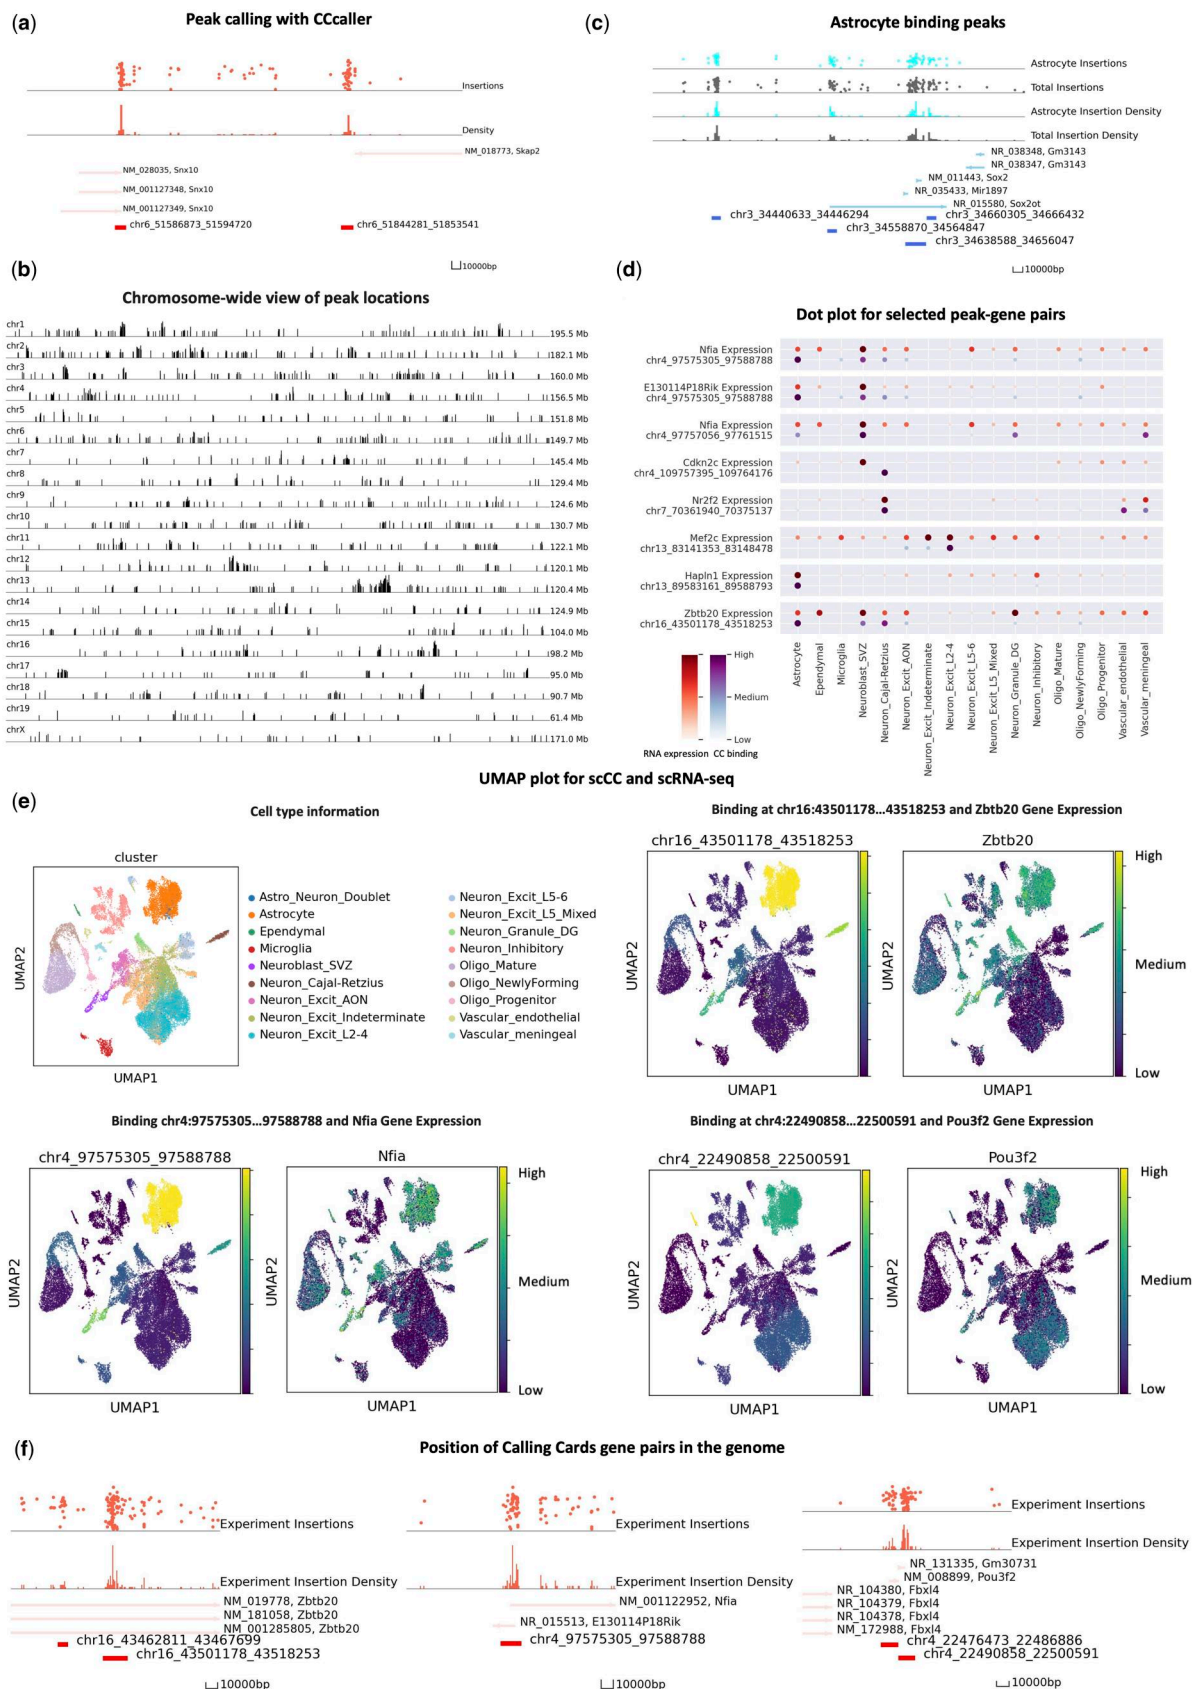 (a)
Peak calling with CCcaller
Insertions
Density
NM_018773, Skap2
NM_028035, Snx10
NM_001127348, Snx10
NM_001127349, Snx10
chr6_51586873_51594720
chr6_51844281_51853541
10000bp
(c)
Astrocyte binding peaks
Astrocyte Insertions
Total Insertions
Astrocyte Insertion Density
Total Insertion Density
NR_038348, Gm3143
NR_038347, Gm3143
NM_011443, Sox2
NR_035433, Mir1897
NR_015580, Sox2ot
chr3_34440633_34446294
chr3_34660305_34666432
chr3_34558870_34564847
chr3_34638588_34656047
10000bp
(b)
Chromosome-wide view of peak locations
chr1
195.5 Mb
chr2
182.1 Mb
chr3
160.0 Mb
chr4
156.5 Mb
chr5
151.8 Mb
chr6
149.7 Mb
chr7
145.4 Mb
chr8
129.4 Mb
chr9
124.6 Mb
chr10
130.7 Mb
chr11
122.1 Mb
chr12
120.1 Mb
chr13
120.4 Mb
chr14
124.9 Mb
chr15
104.0 Mb
chr16
98.2 Mb
chr17
95.0 Mb
chr18
90.7 Mb
chr19
61.4 Mb
chrX
171.0 Mb
(d)
Dot plot for selected peak-gene pairs
Nfia Expression
chr4_97575305_97588788
E130114P18Rik Expression
chr4_97575305_97588788
Nfia Expression
chr4_97757056_97761515
Cdkn2c Expression
chr4_109757395_109764176
Nr2f2 Expression
chr7_70361940_70375137
Mef2c Expression
chr13_83141353_83148478
Hapln1 Expression
chr13_89583161_89588793
Zbtb20 Expression
chr16_43501178_43518253
High
Medium
Low
RNA expression
CC binding
Astrocyte
Ependymal
Microglia
Neuroblast_SVZ
Neuron_Cajal-Retzius
Neuron_Excit_AON
Neuron_Excit_Indeterminate
Neuron_Excit_L2-4
Neuron_Excit_L5-6
Neuron_Excit_L5_Mixed
Neuron_Granule_DG
Neuron_Inhibitory
Oligo_Mature
Oligo_NewlyForming
Oligo_Progenitor
Vascular_endothelial
Vascular_meningeal
UMAP plot for scCC and scRNA-seq
(e)
Cell type information
cluster
UMAP2
UMAP1
Astro_Neuron_Doublet
Astrocyte
Ependymal
Microglia
Neuroblast_SVZ
Neuron_Cajal-Retzius
Neuron_Excit_AON
Neuron_Excit_Indeterminate
Neuron_Excit_L2-4
Neuron_Excit_L5-6
Neuron_Excit_L5_Mixed
Neuron_Granule_DG
Neuron_Inhibitory
Oligo_Mature
Oligo_NewlyForming
Oligo_Progenitor
Vascular_endothelial
Vascular_meningeal
Binding at chr16:43501178...43518253 and Zbtb20 Gene Expression
chr16_43501178_43518253
UMAP2
UMAP1
Zbtb20
UMAP2
UMAP1
High
Medium
Low
Binding chr4:97575305...97588788 and Nfia Gene Expression
chr4_97575305_97588788
UMAP2
UMAP1
Nfia
UMAP2
UMAP1
High
Medium
Low
Binding at chr4:22490858...22500591 and Pou3f2 Gene Expression
chr4_22490858_22500591
UMAP2
UMAP1
Pou3f2
UMAP2
UMAP1
High
Medium
Low
(f)
Position of Calling Cards gene pairs in the genome
Experiment Insertions
Experiment Insertion Density
NM_019778, Zbtb20
NM_181058, Zbtb20
NM_001285805, Zbtb20
chr16_43462811_43467699
chr16_43501178_43518253
10000bp
Experiment Insertions
Experiment Insertion Density
NM_001122952, Nfia
NR_015513, E130114P18Rik
chr4_97575305_97588788
10000bp
Experiment Insertions
Experiment Insertion Density
NR_131335, Gm30731
NM_008899, Pou3f2
NR_104380, Fbxl4
NR_104379, Fbxl4
NR_104378, Fbxl4
NM_172988, Fbxl4
chr4_22476473_22486886
chr4_22490858_22500591
10000bp